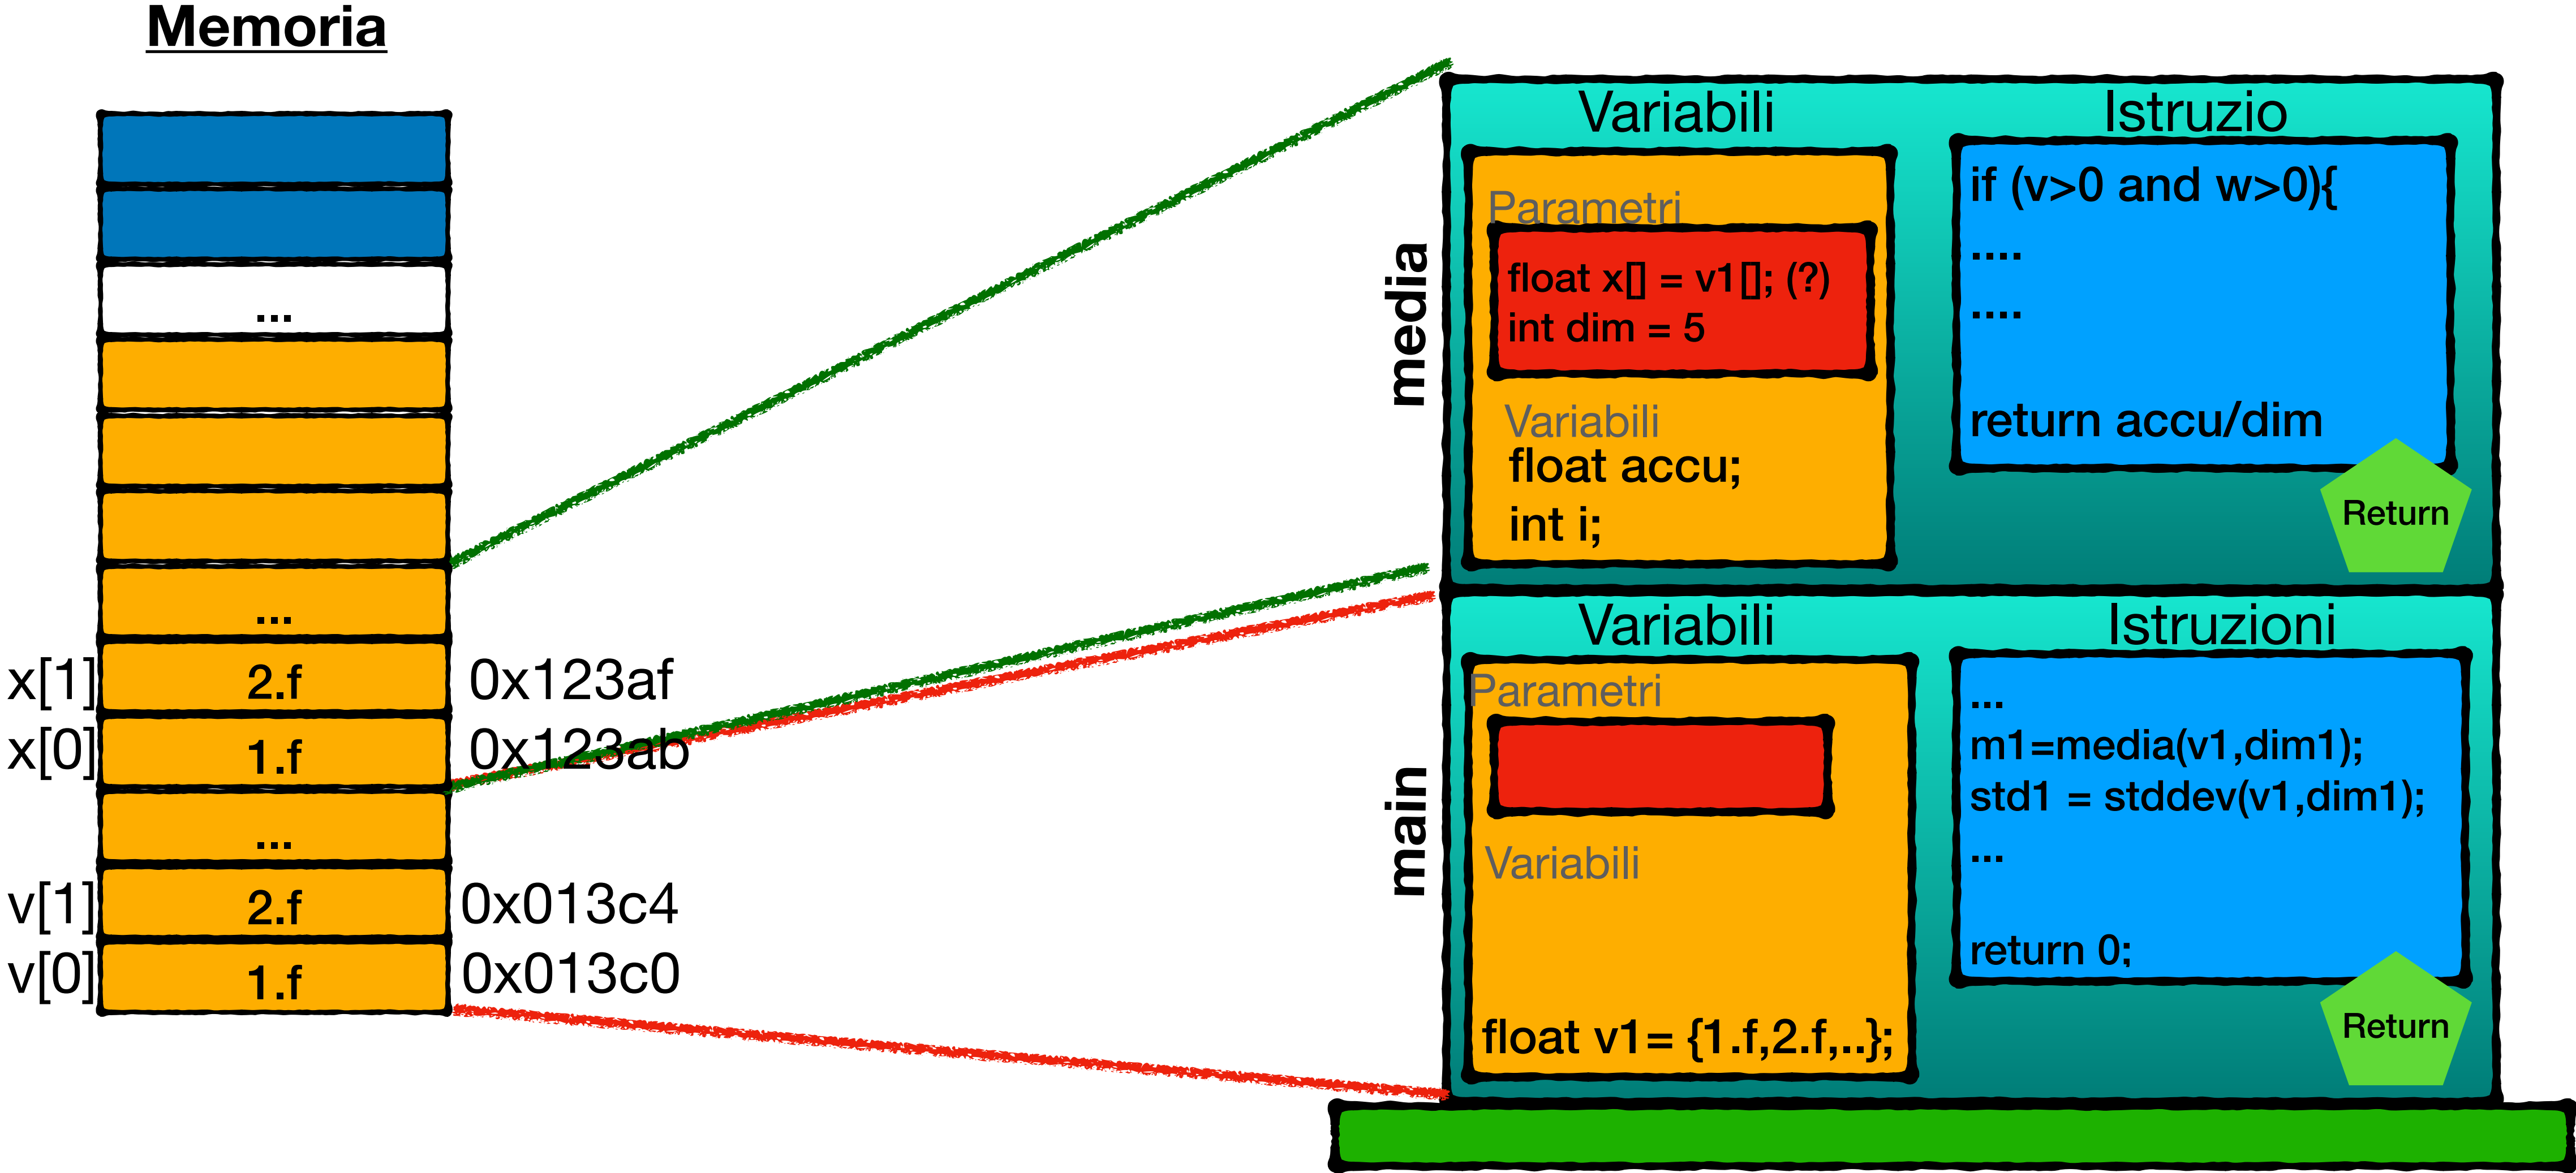 Memoria
...
...
x[1] 2.f 0x123af
x[0] 1.f 0x123ab
...
v[1] 2.f 0x013c4
v[0] 1.f 0x013c0
media
Variabili
Parametri
float x[] = v1[]; (?)
int dim = 5
Variabili
float accu;
int i;
Istruzio
if (v>0 and w>0){
....
....
return accu/dim
Return
main
Variabili
Parametri
Variabili
float v1= {1.f,2.f,..};
Istruzioni
...
m1=media(v1,dim1);
std1 = stddev(v1,dim1);
...
return 0;
Return